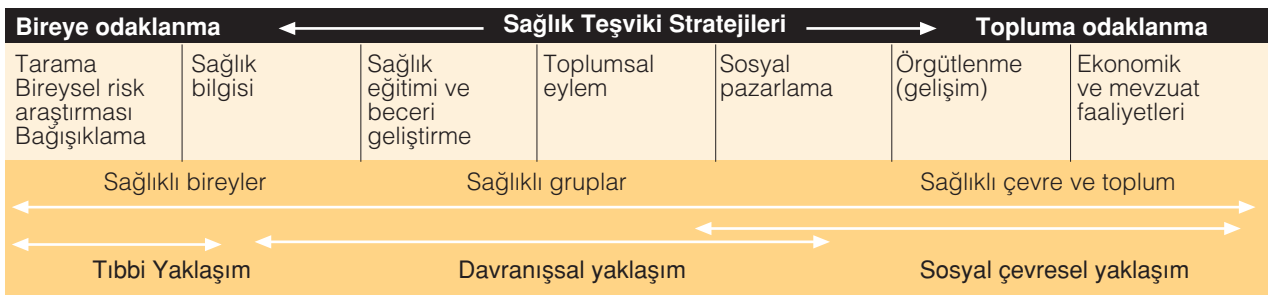 Bireye odaklanma Sağlık Teşviki Stratejileri Topluma odaklanma
Tarama
Bireysel risk
araştırması
Bağışıklama
Sağlık
bilgisi
Sağlık
eğitimi ve
beceri
geliştirme
Toplumsal
eylem
Sosyal
pazarlama
Örgütlenme
(gelişim)
Ekonomik
ve mevzuat
faaliyetleri
Sağlıklı bireyler Sağlıklı gruplar Sağlıklı çevre ve toplum
Tıbbi Yaklaşım Davranışsal yaklaşım Sosyal çevresel yaklaşım